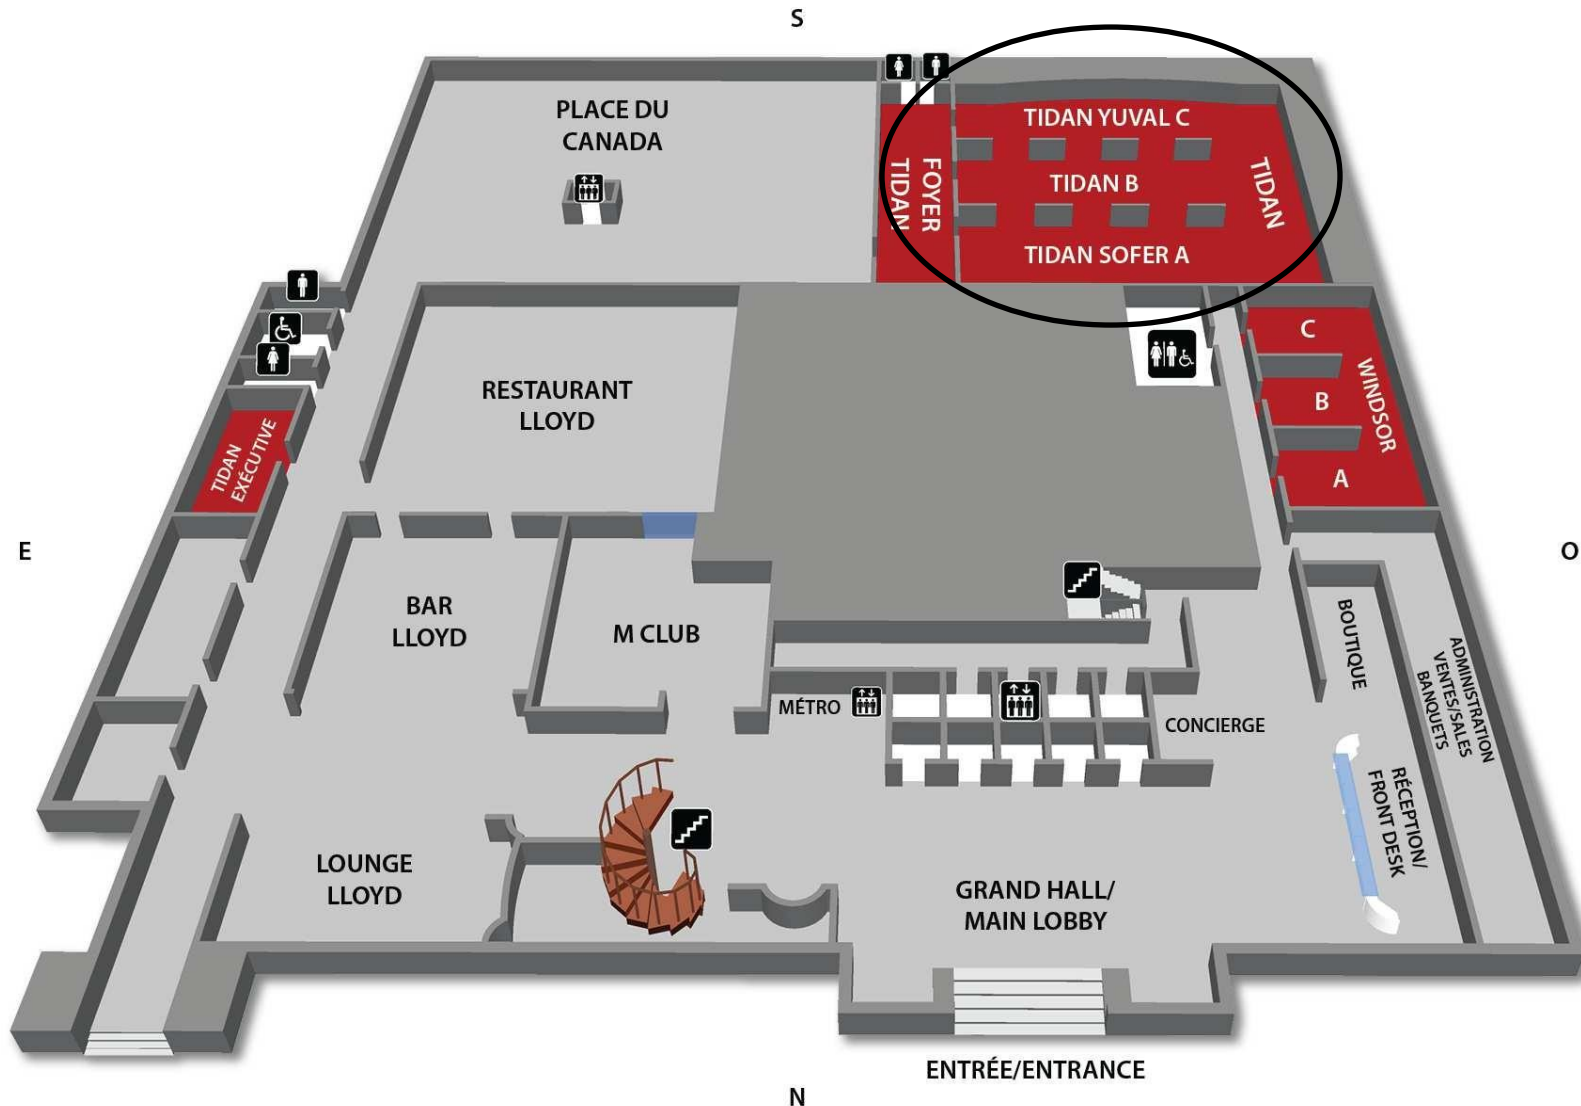 S
PLACE DU
CANADA
FOYER
TIDAN
TIDAN YUVAL C
TIDAN B
TIDAN SOFER A
TIDAN
RESTAURANT
LLOYD
C
B
A
WINDSOR
TIDAN
EXÉCUTIVE
E
O
BAR
LLOYD
M CLUB
MÉTRO
CONCIERGE
BOUTIQUE
ADMINISTRATION
VENTES/SALES
BANQUETS
RÉCEPTION/
FRONT DESK
LOUNGE
LLOYD
GRAND HALL/
MAIN LOBBY
ENTRÉE/ENTRANCE
N